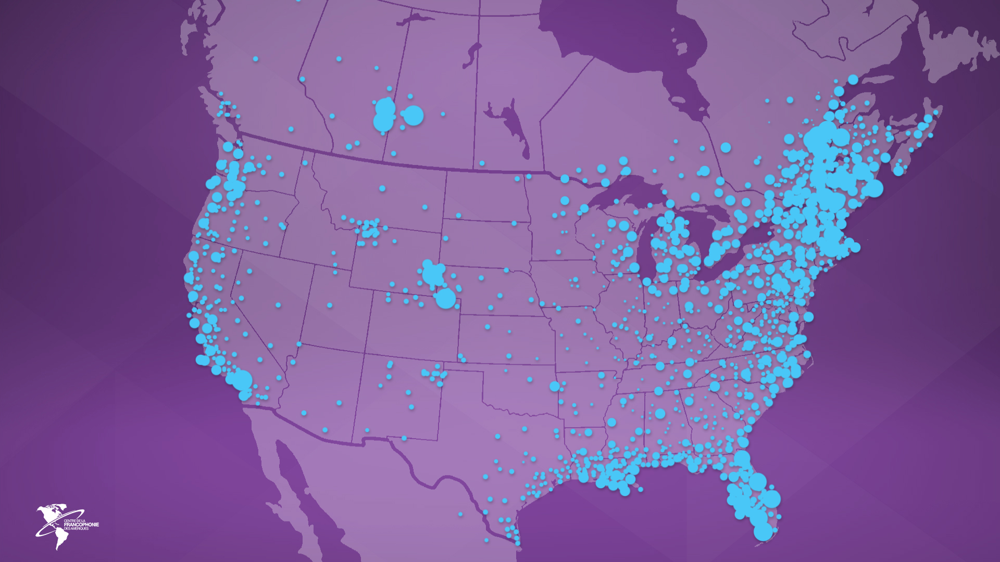 CENTRE DE LA
FRANCOPHONIE
DES AMÉRIQUES